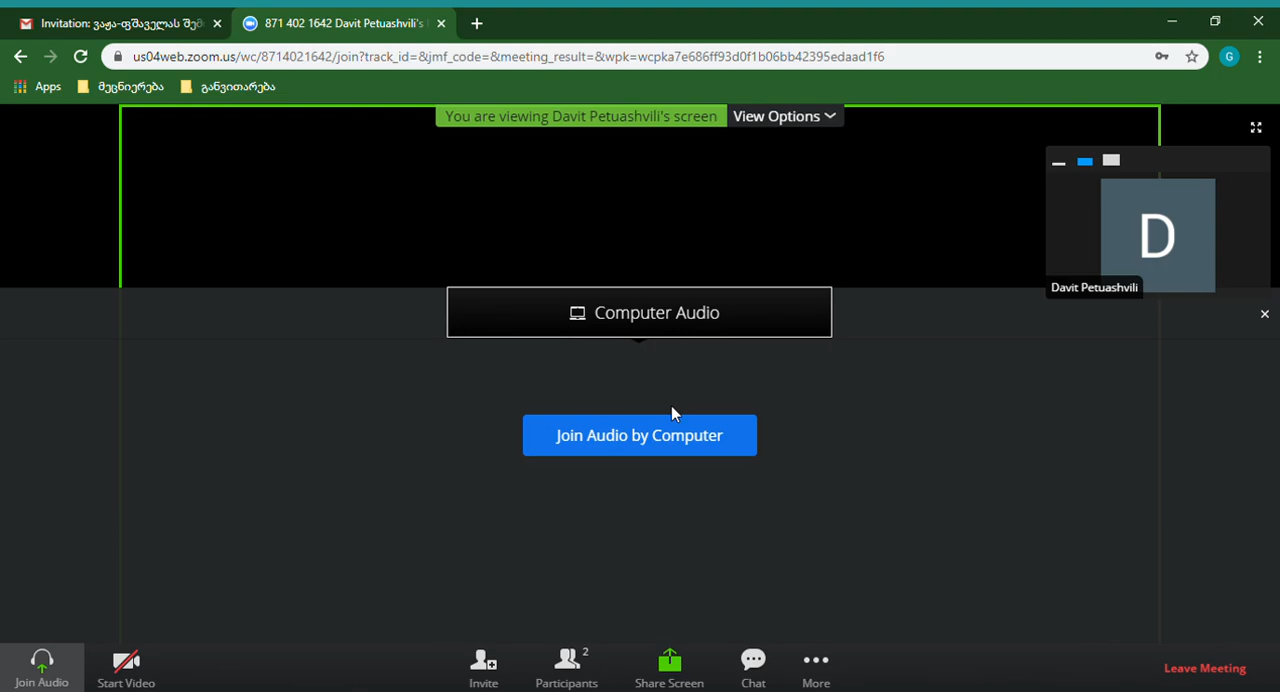 Invitation: ვაჟა-ფშაველას შემ
871 402 1642 Davit Petuashvili's
us04web.zoom.us/wc/8714021642/join?track_id=&jmf_code=&meeting_result=&wpk=wcpka7e686ff93d0f1b06bb42395edaad1f6
G
Apps
მეცნიერება
განვითარება
You are viewing Davit Petuashvili's screen
View Options
D
Davit Petuashvili
Computer Audio
Join Audio by Computer
Join Audio
Start Video
Invite
2
Participants
Share Screen
Chat
More
Leave Meeting